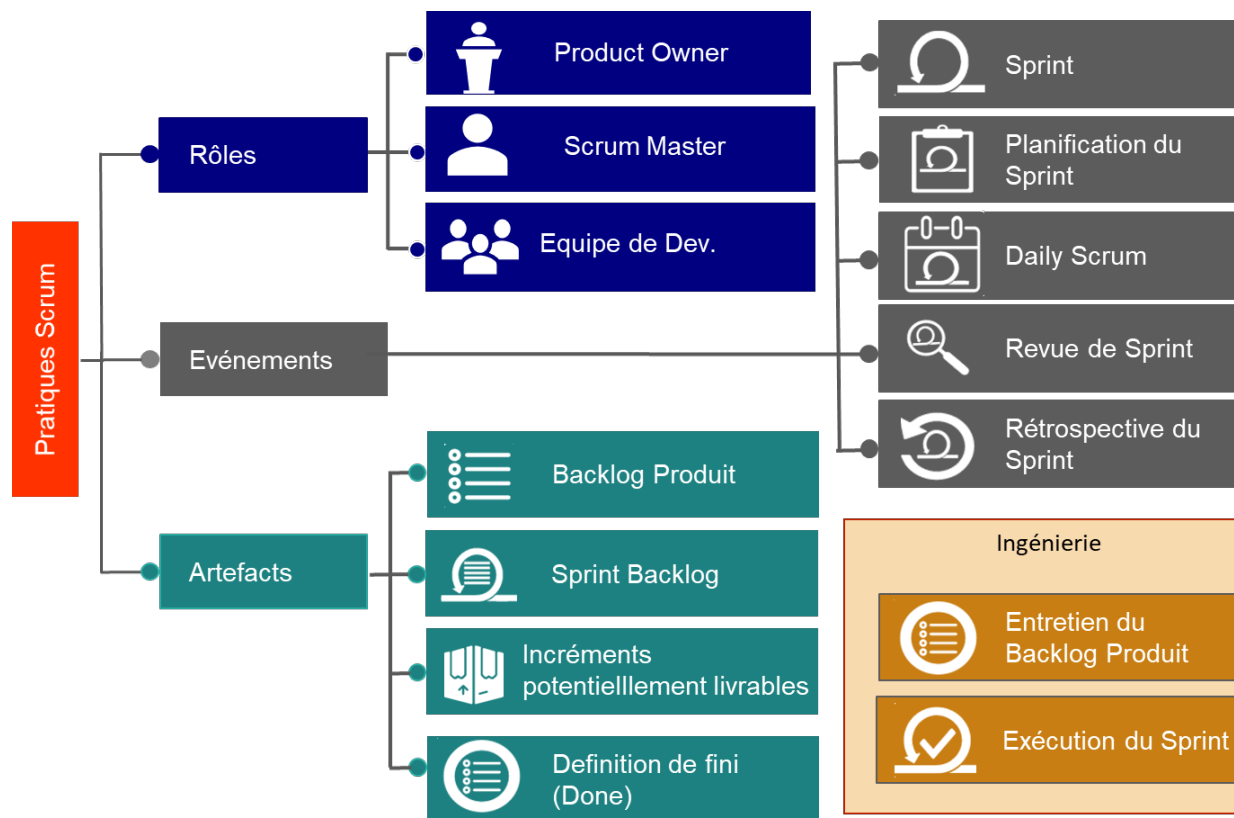 Pratiques Scrum
Rôles
Product Owner
Scrum Master
Equipe de Dev.
Evénements
Sprint
Planification du
Sprint
Daily Scrum
Revue de Sprint
Rétrospective du
Sprint
Artefacts
Backlog Produit
Sprint Backlog
Incréments
potentielllement livrables
Definition de fini
(Done)
Ingénierie
Entretien du
Backlog Produit
Exécution du Sprint